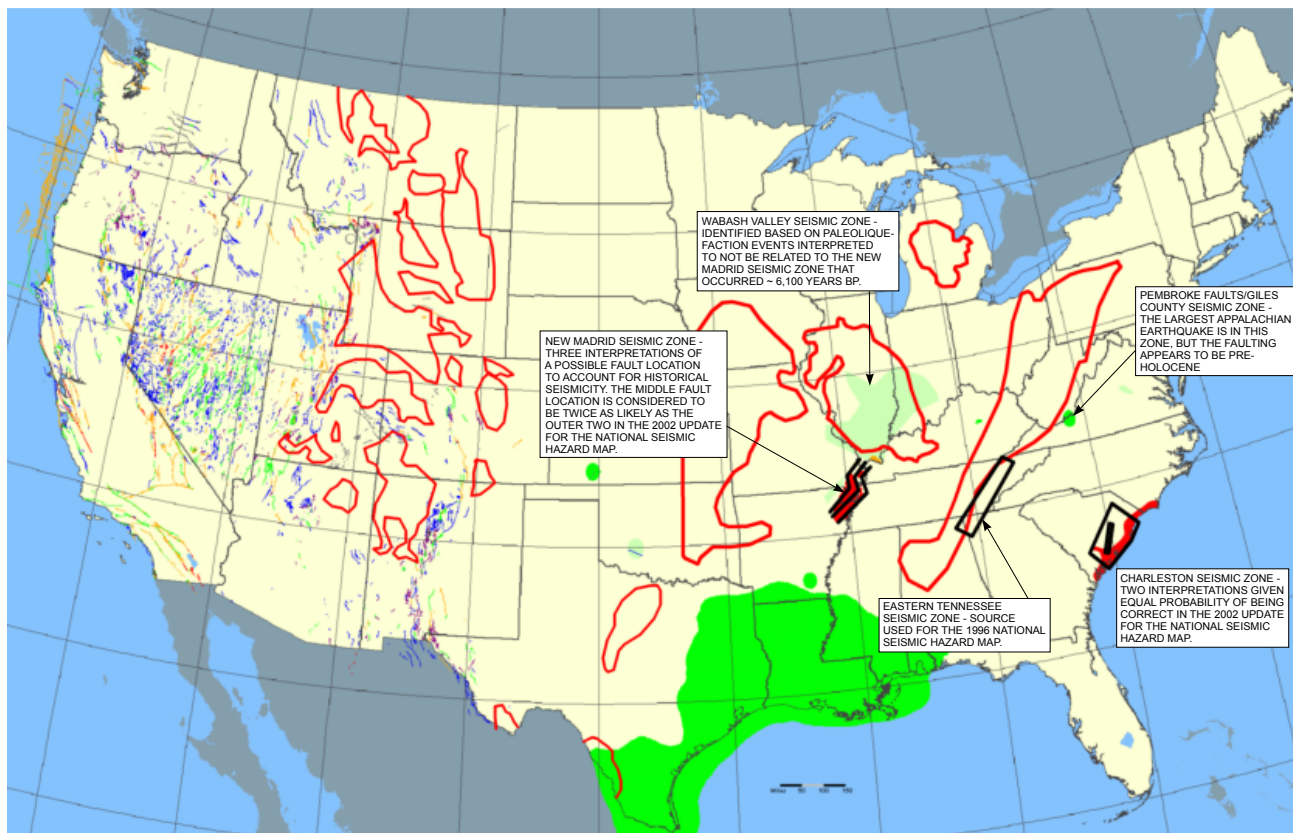 WABASH VALLEY SEISMIC ZONE -
IDENTIFIED BASED ON PALEOLIQUE-
FACTION EVENTS INTERPRETED
TO NOT BE RELATED TO THE NEW
MADRID SEISMIC ZONE THAT
OCCURRED ~ 6,100 YEARS BP.
PEMBROKE FAULTS/GILES
COUNTY SEISMIC ZONE -
THE LARGEST APPALACHIAN
EARTHQUAKE IS IN THIS
ZONE, BUT THE FAULTING
APPEARS TO BE PRE-
HOLOCENE
NEW MADRID SEISMIC ZONE -
THREE INTERPRETATIONS OF
A POSSIBLE FAULT LOCATION
TO ACCOUNT FOR HISTORICAL
SEISMICITY. THE MIDDLE FAULT
LOCATION IS CONSIDERED TO
BE TWICE AS LIKELY AS THE
OUTER TWO IN THE 2002 UPDATE
FOR THE NATIONAL SEISMIC
HAZARD MAP.
EASTERN TENNESSEE
SEISMIC ZONE - SOURCE
USED FOR THE 1996 NATIONAL
SEISMIC HAZARD MAP.
CHARLESTON SEISMIC ZONE -
TWO INTERPRETATIONS GIVEN
EQUAL PROBABILITY OF BEING
CORRECT IN THE 2002 UPDATE
FOR THE NATIONAL SEISMIC
HAZARD MAP.
Miles 50 100 150